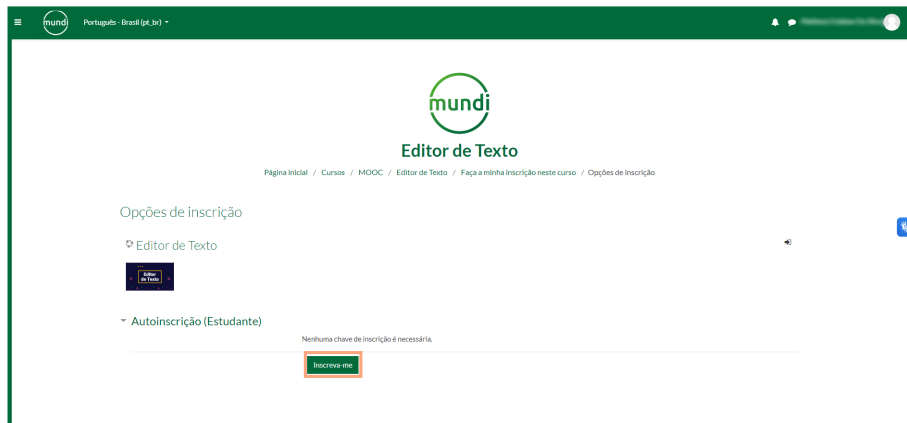 mundi
Português - Brasil (pt_br)
mundi
Editor de Texto
Página inicial / Cursos / MOOC / Editor de Texto / Faça a minha inscrição neste curso / Opções de inscrição
Opções de inscrição
Editor de Texto
Editor
de Texto
Autoinscrição (Estudante)
Nenhuma chave de inscrição é necessária.
Inscreva-me